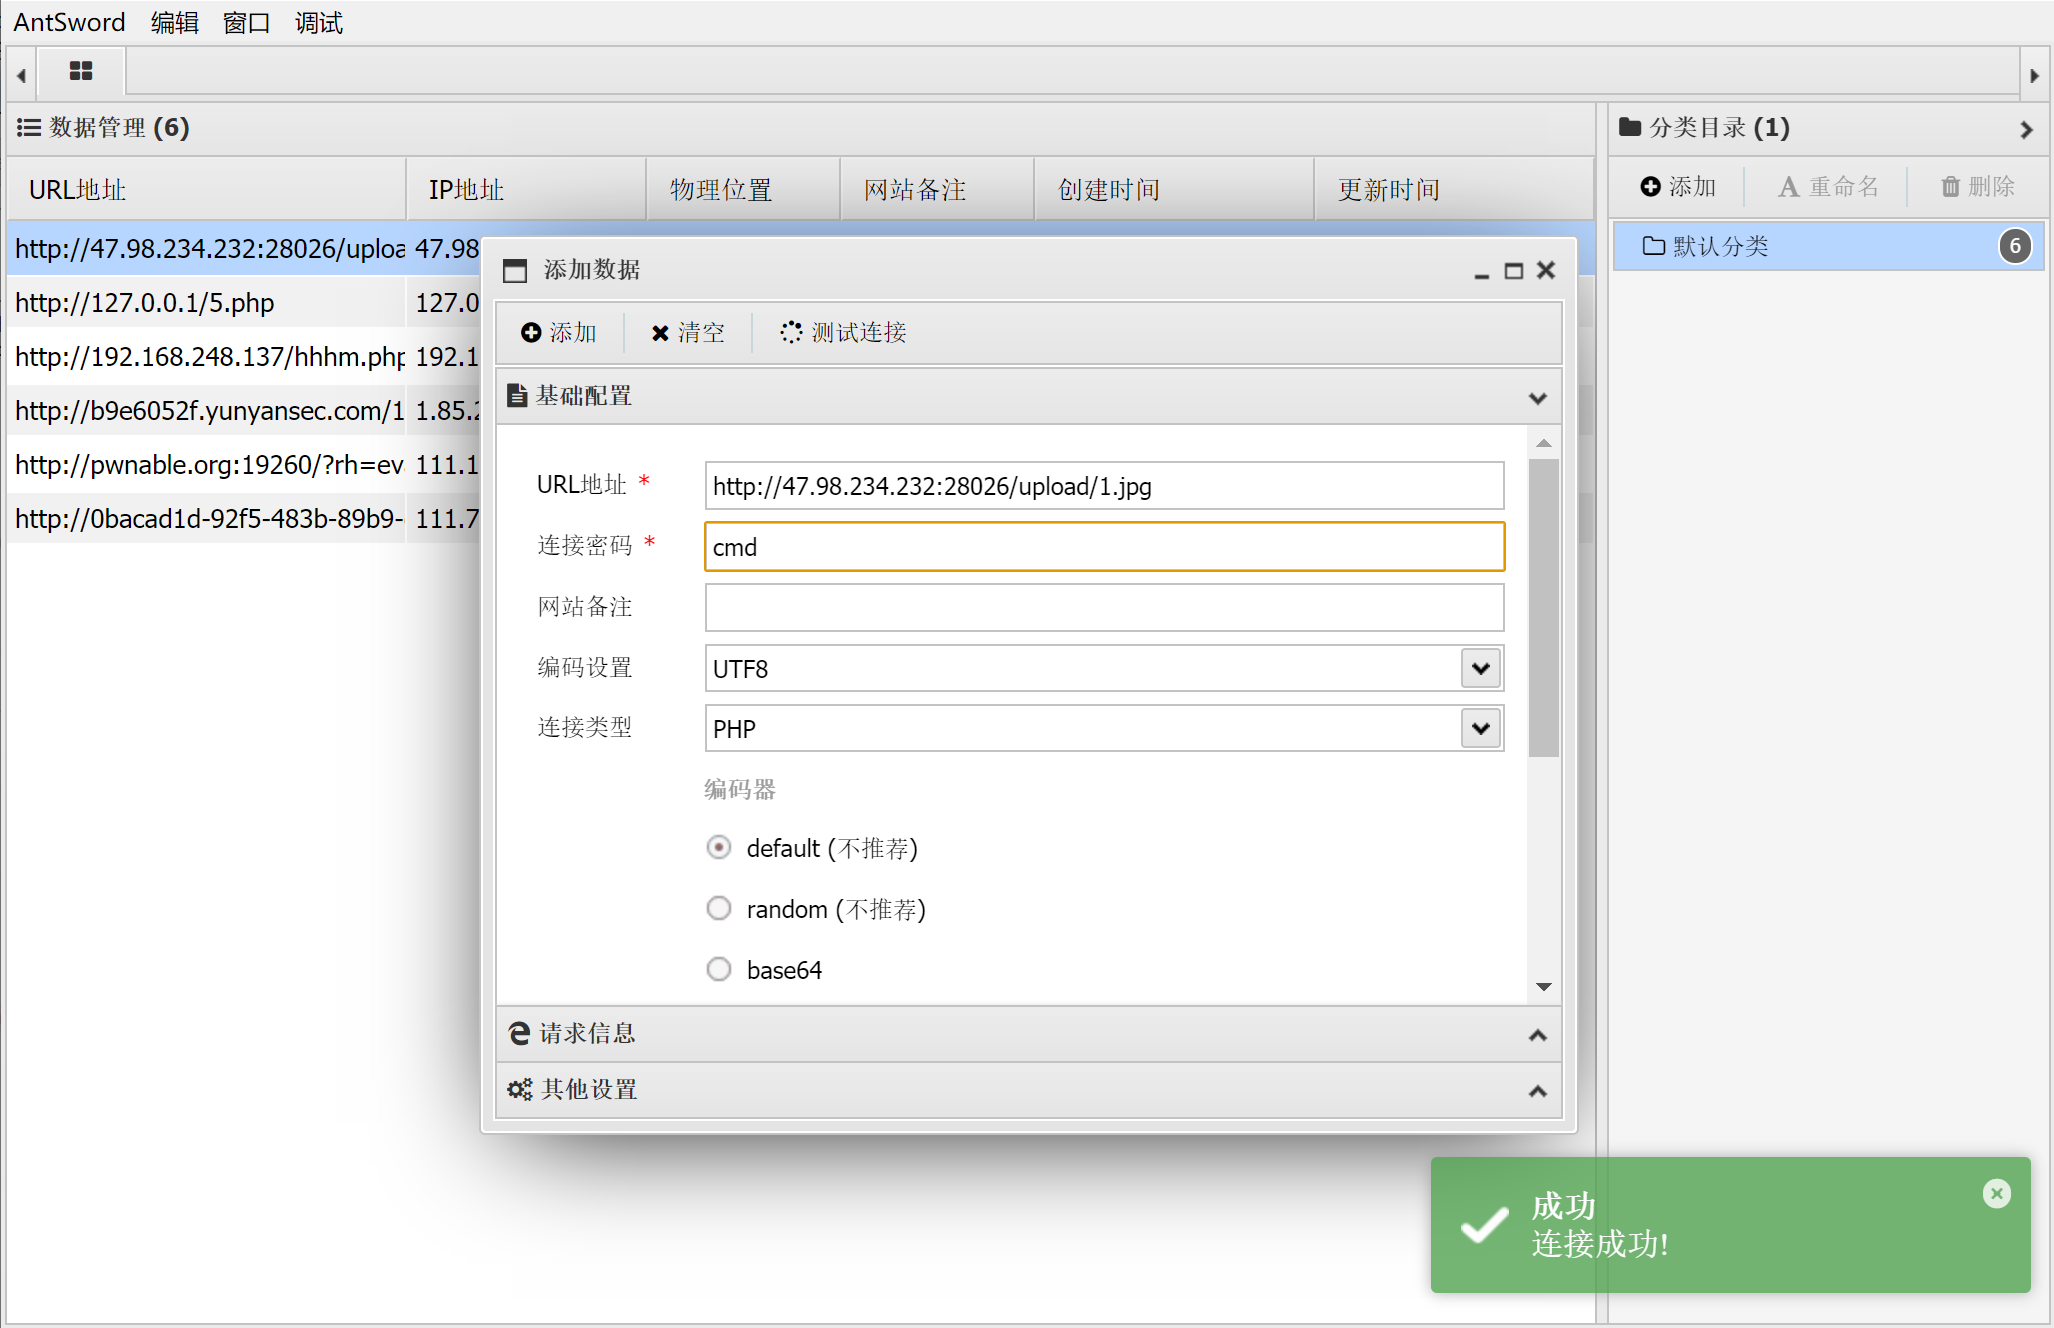 AntSword 编辑 窗口 调试
数据管理 (6)
URL地址 IP地址 物理位置 网站备注 创建时间 更新时间
http://47.98.234.232:28026/uploa 47.98
http://127.0.0.1/5.php 127.0
http://192.168.248.137/hhhm.php 192.1
http://b9e6052f.yunyansec.com/1 1.85.2
http://pwnable.org:19260/?rh=eva 111.1
http://0bacad1d-92f5-483b-89b9- 111.7
添加数据
添加 清空 测试连接
基础配置
URL地址 * http://47.98.234.232:28026/upload/1.jpg
连接密码 * cmd
网站备注
编码设置 UTF8
连接类型 PHP
编码器
default (不推荐)
random (不推荐)
base64
请求信息
其他设置
分类目录 (1)
添加 重命名 删除
默认分类 6
成功
连接成功!